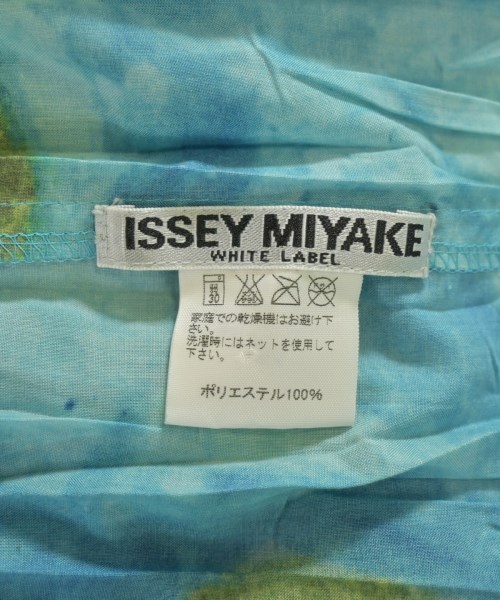 ISSEY MIYAKE
WHITE LABEL
30
家庭での乾燥機はお避け下
さい。
洗濯時にはネットを使用して
下さい。
ポリエステル100%